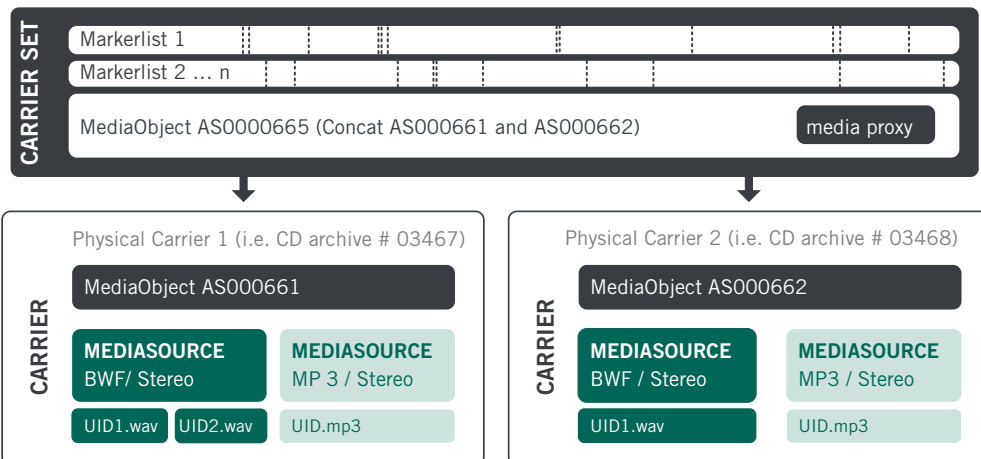 CARRIER SET
Markerlist 1
Markerlist 2 ... n
MediaObject AS0000665 (Concat AS000661 and AS000662)
media proxy
CARRIER
Physical Carrier 1 (i.e. CD archive # 03467)
MediaObject AS000661
MEDIASOURCE
BWF/ Stereo
MEDIASOURCE
MP 3 / Stereo
UID1.wav
UID2.wav
UID.mp3
CARRIER
Physical Carrier 2 (i.e. CD archive # 03468)
MediaObject AS000662
MEDIASOURCE
BWF / Stereo
MEDIASOURCE
MP3 / Stereo
UID1.wav
UID.mp3